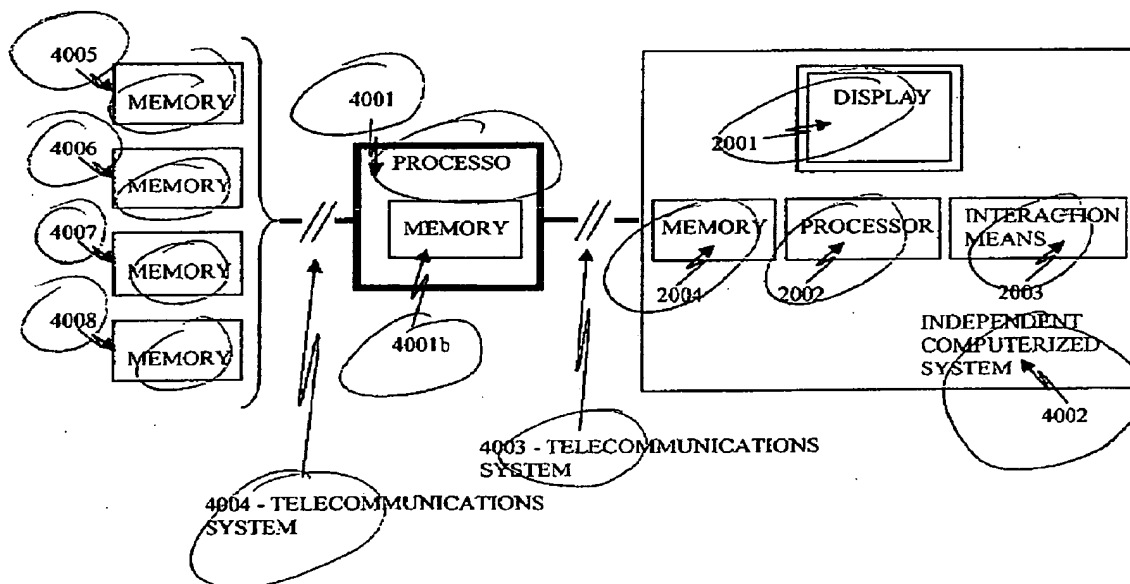 4005
MEMORY
4006
MEMORY
4007
MEMORY
4008
MEMORY
4001
PROCESSO
MEMORY
4001b
4004 - TELECOMMUNICATIONS
SYSTEM
4003 - TELECOMMUNICATIONS
SYSTEM
DISPLAY
2001
MEMORY
2004
PROCESSOR
2002
INTERACTION
MEANS
2003
INDEPENDENT
COMPUTERIZED
SYSTEM
4002